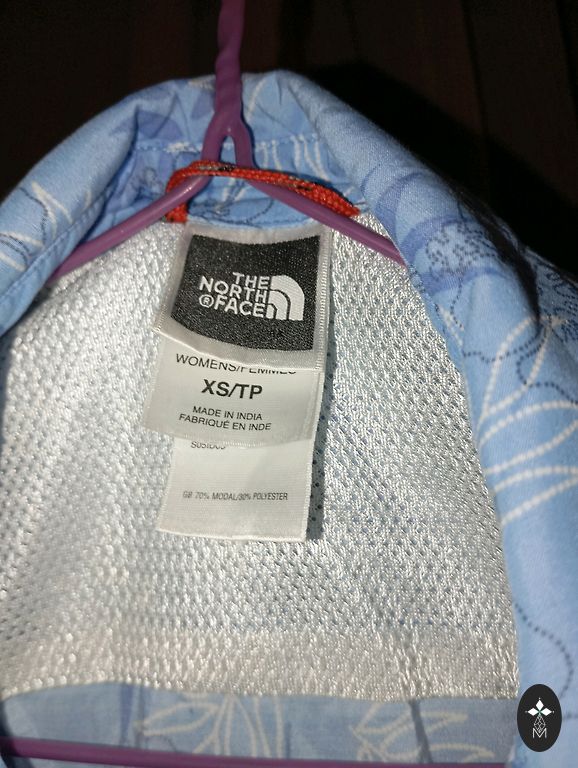 THE
NORTH
® FACE
WOMENS/FEMMES
XS/TP
MADE IN INDIA
FABRIQUÉ EN INDE
GB 70% MODAL/30% POLYESTER
M